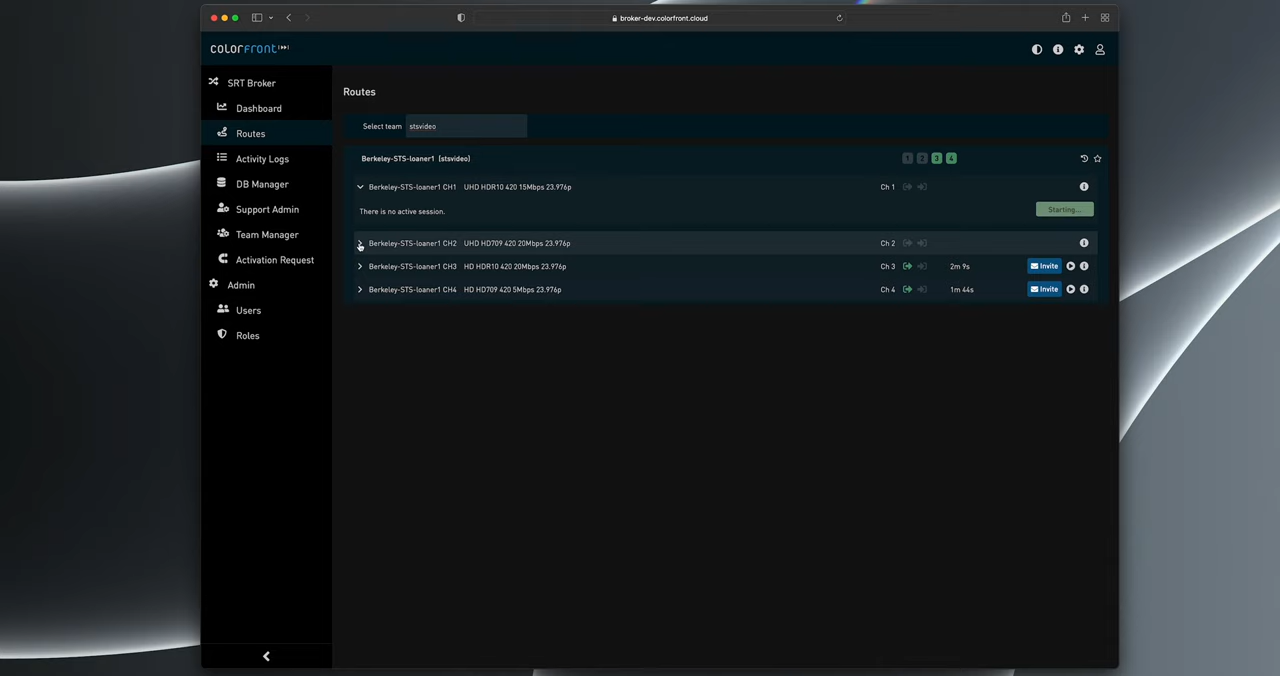 broker-dev.colorfront.cloud
colorfront
SRT Broker
Dashboard
Routes
Activity Logs
DB Manager
Support Admin
Team Manager
Activation Request
Admin
Users
Roles
Routes
Select team stsvideo
Berkeley-STS-loaner1 (stsvideo) 1 2 3 4
Berkeley-STS-loaner1 CH1 UHD HDR10 420 15Mbps 23.976p Ch 1
There is no active session. Starting...
Berkeley-STS-loaner1 CH2 UHD HD709 420 20Mbps 23.976p Ch 2
Berkeley-STS-loaner1 CH3 HD HDR10 420 20Mbps 23.976p Ch 3 2m 9s Invite
Berkeley-STS-loaner1 CH4 HD HD709 420 5Mbps 23.976p Ch 4 1m 44s Invite